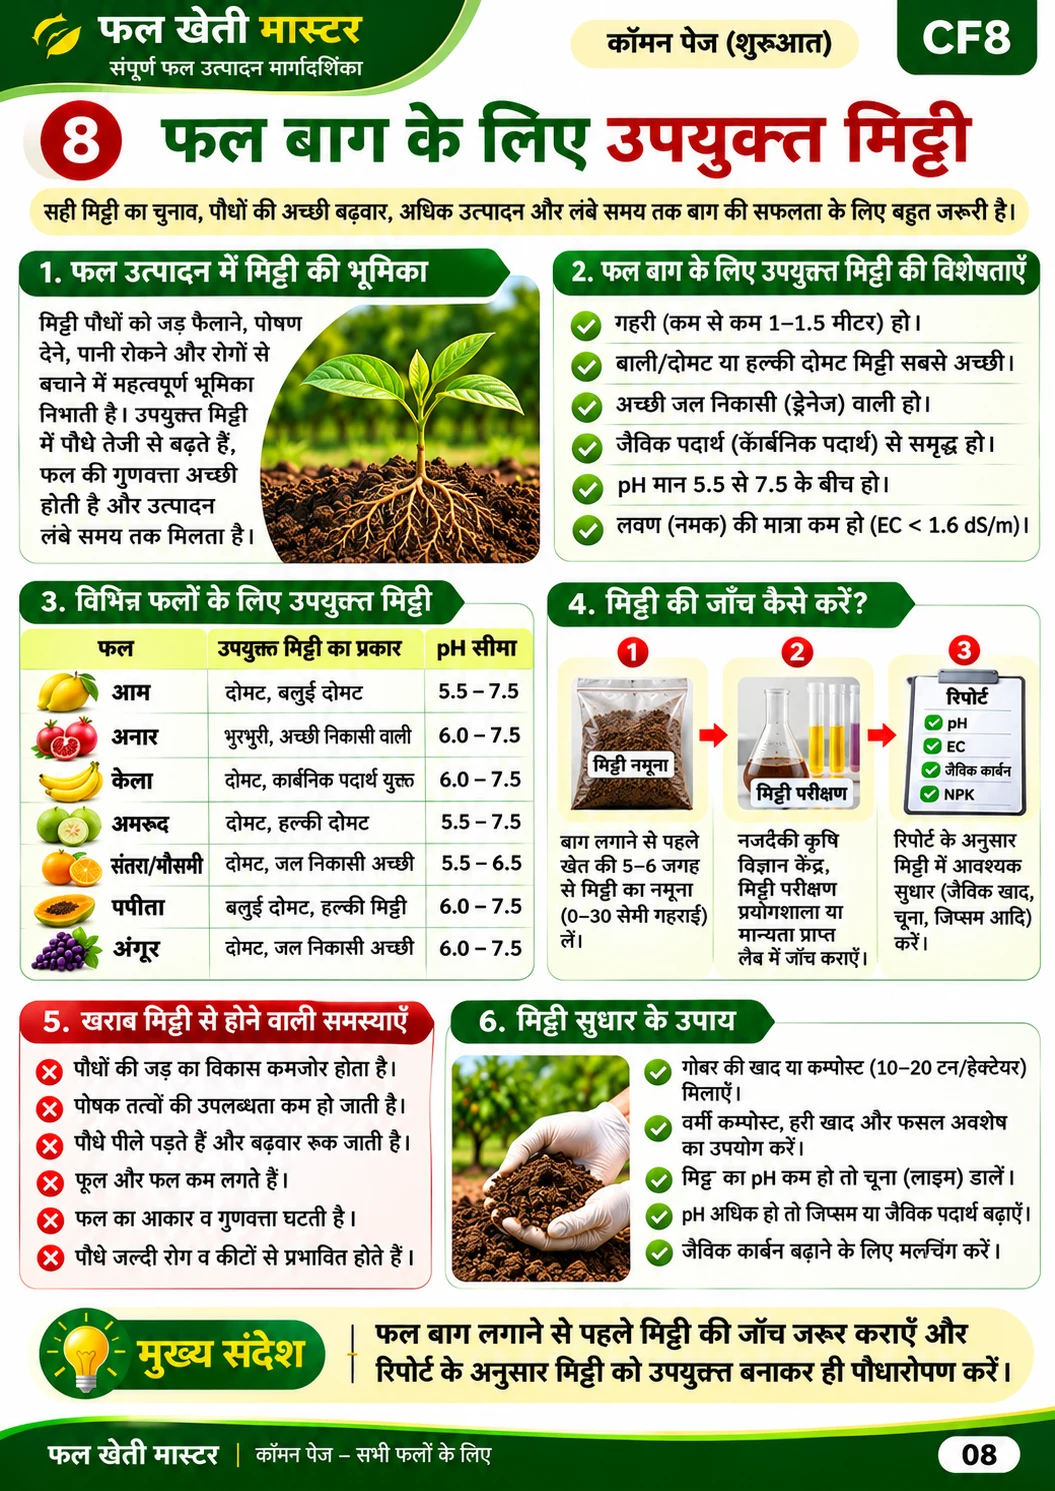 फल खेती मास्टर
संपूर्ण फल उत्पादन मार्गदर्शिका
कॉमन पेज (शुरुआत)
CF8
8 फल बाग के लिए उपयुक्त मिट्टी
सही मिट्टी का चुनाव, पौधों की अच्छी बढ़वार, अधिक उत्पादन और लंबे समय तक बाग की सफलता के लिए बहुत जरूरी है।
1. फल उत्पादन में मिट्टी की भूमिका
मिट्टी पौधों को जड़ फैलाने, पोषण
देने, पानी रोकने और रोगों से
बचाने में महत्वपूर्ण भूमिका
निभाती है। उपयुक्त मिट्टी
में पौधे तेजी से बढ़ते हैं,
फल की गुणवत्ता अच्छी
होती है और उत्पादन
लंबे समय तक मिलता है।
2. फल बाग के लिए उपयुक्त मिट्टी की विशेषताएँ
गहरी (कम से कम 1–1.5 मीटर) हो।
बाली/दोमट या हल्की दोमट मिट्टी सबसे अच्छी।
अच्छी जल निकासी (ड्रेनेज) वाली हो।
जैविक पदार्थ (कॅार्बनिक पदार्थ) से समृद्ध हो।
pH मान 5.5 से 7.5 के बीच हो।
लवण (नमक) की मात्रा कम हो (EC < 1.6 dS/m)।
3. विभिन्न फलों के लिए उपयुक्त मिट्टी
फल उपयुक्त मिट्टी का प्रकार pH सीमा
आम दोमट, बलुई दोमट 5.5 – 7.5
अनार भुरभुरी, अच्छी निकासी वाली 6.0 – 7.5
केला दोमट, कार्बनिक पदार्थ युक्त 6.0 – 7.5
अमरूद दोमट, हल्की दोमट 5.5 – 7.5
संतरा/मौसमी दोमट, जल निकासी अच्छी 5.5 – 6.5
पपीता बलुई दोमट, हल्की मिट्टी 6.0 – 7.5
अंगूर दोमट, जल निकासी अच्छी 6.0 – 7.5
4. मिट्टी की जाँच कैसे करें?
1
मिट्टी नमूना
बाग लगाने से पहले
खेत की 5–6 जगह
से मिट्टी का नमूना
(0–30 सेमी गहराई)
लें।
2
मिट्टी परीक्षण
नजदैकी कृषि
विज्ञान केंद्र,
मिट्टी परीक्षण
प्रयोगशाला या
मान्यता प्राप्त
लैब में जाँच कराएँ।
3
रिपोर्ट
pH
EC
जैविक कार्बन
NPK
रिपोर्ट के अनुसार
मिट्टी में आवश्यक
सुधार (जैविक खाद,
चूना, जिप्सम आदि)
करें।
5. खराब मिट्टी से होने वाली समस्याएँ
पौधों की जड़ का विकास कमजोर होता है।
पोषक तत्वों की उपलब्धता कम हो जाती है।
पौधे पीले पड़ते हैं और बढ़वार रूक जाती है।
फूल और फल कम लगते हैं।
फल का आकार व गुणवत्ता घटती है।
पौधे जल्दी रोग व कीटों से प्रभावित होते हैं।
6. मिट्टी सुधार के उपाय
गोबर की खाद या कम्पोस्ट (10–20 टन/हेक्टेयर)
मिलाएँ।
वर्मी कम्पोस्ट, हरी खाद और फसल अवशेष
का उपयोग करें।
मिट्ट का pH कम हो तो चूना (लाइम) डालें।
pH अधिक हो तो जिप्सम या जैविक पदार्थ बढ़ाएँ।
जैविक कार्बन बढ़ाने के लिए मल्चिंग करें।
मुख्य संदेश
फल बाग लगाने से पहले मिट्टी की जाँच जरूर कराएँ और
रिपोर्ट के अनुसार मिट्टी को उपयुक्त बनाकर ही पौधारोपण करें।
फल खेती मास्टर | कॉमन पेज – सभी फलों के लिए
08